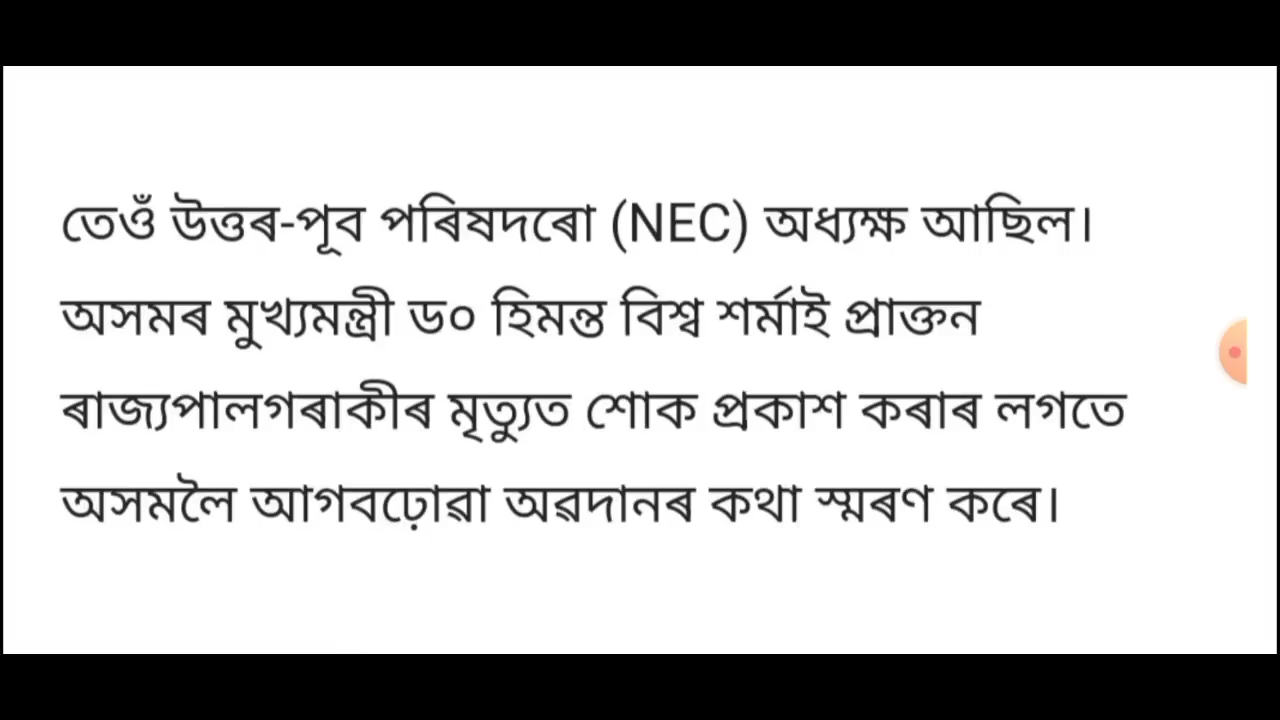 তেওঁ উত্তৰ-পূব পৰিষদৰো (NEC) অধ্যক্ষ আছিল।
অসমৰ মুখ্যমন্ত্ৰী ড০ হিমন্ত বিশ্ব শৰ্মাই প্ৰাক্তন
ৰাজ্যপালগৰাকীৰ মৃত্যুত শোক প্ৰকাশ কৰাৰ লগতে
অসমলৈ আগবঢ়োৱা অৱদানৰ কথা স্মৰণ কৰে।